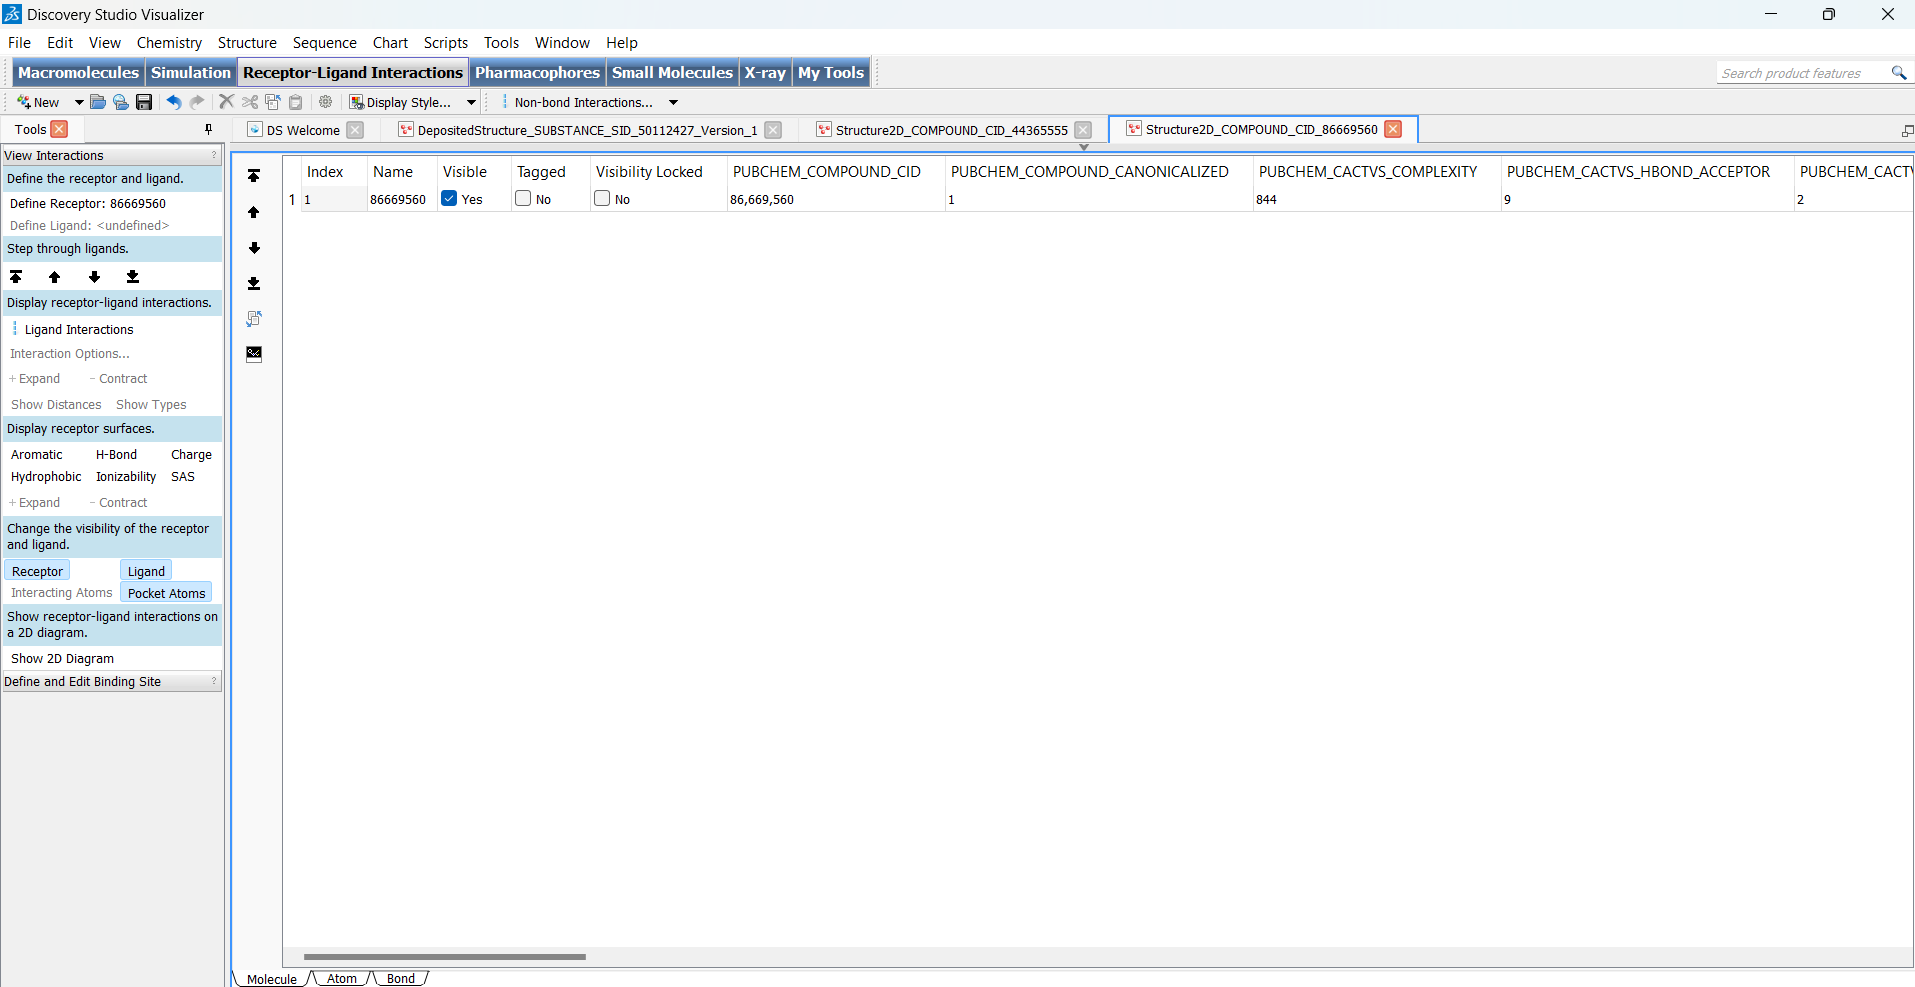 Discovery Studio Visualizer
File Edit View Chemistry Structure Sequence Chart Scripts Tools Window Help
Macromolecules Simulation Receptor-Ligand Interactions Pharmacophores Small Molecules X-ray My Tools
Search product features
New Display Style... Non-bond Interactions...
Tools
DS Welcome DepositedStructure_SUBSTANCE_SID_50112427_Version_1 Structure2D_COMPOUND_CID_44365555 Structure2D_COMPOUND_CID_86669560
View Interactions ?
Define the receptor and ligand.
Define Receptor: 86669560
Define Ligand: <undefined>
Step through ligands.
Display receptor-ligand interactions.
Ligand Interactions
Interaction Options...
+ Expand - Contract
Show Distances Show Types
Display receptor surfaces.
Aromatic H-Bond Charge
Hydrophobic Ionizability SAS
+ Expand - Contract
Change the visibility of the receptor
and ligand.
Receptor Ligand
Interacting Atoms Pocket Atoms
Show receptor-ligand interactions on
a 2D diagram.
Show 2D Diagram
Define and Edit Binding Site ?
Index Name Visible Tagged Visibility Locked PUBCHEM_COMPOUND_CID PUBCHEM_COMPOUND_CANONICALIZED PUBCHEM_CACTVS_COMPLEXITY PUBCHEM_CACTVS_HBOND_ACCEPTOR PUBCHEM_CACTV
1 1 86669560 Yes No No 86,669,560 1 844 9 2
Molecule Atom Bond